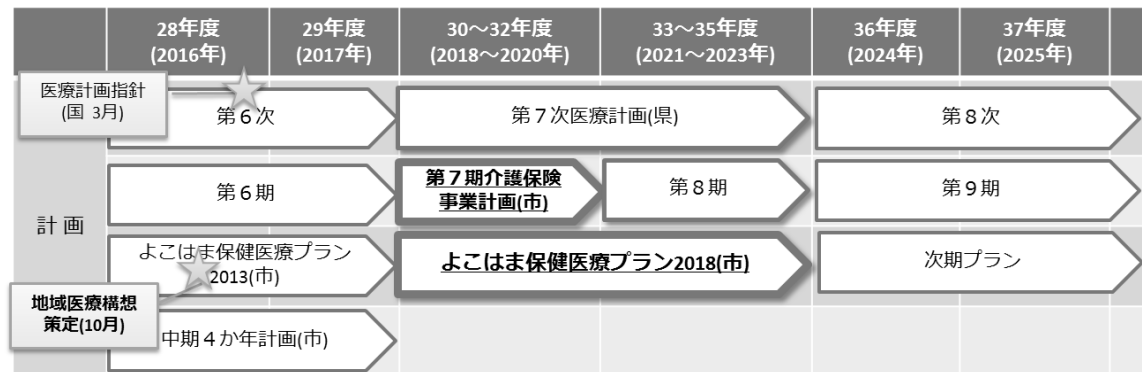 28年度
(2016年)
29年度
(2017年)
30～32年度
(2018～2020年)
33～35年度
(2021～2023年)
36年度
(2024年)
37年度
(2025年)
医療計画指針
(国 3月)
第６次
第７次医療計画(県)
第８次
計 画
第６期
第７期介護保険
事業計画(市)
第８期
第９期
よこはま保健医療プラン
2013(市)
よこはま保健医療プラン2018(市)
次期プラン
地域医療構想
策定(10月)
中期４か年計画(市)